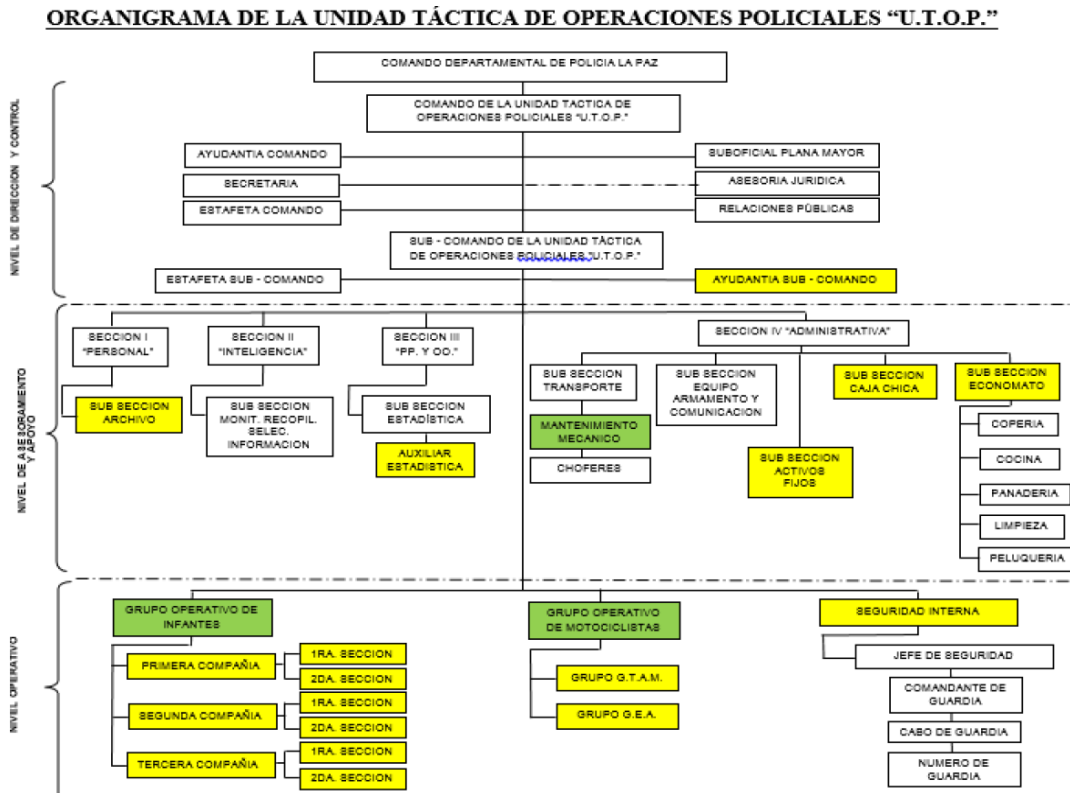 ORGANIGRAMA DE LA UNIDAD TÁCTICA DE OPERACIONES POLICIALES “U.T.O.P.”
COMANDO DEPARTAMENTAL DE POLICIA LA PAZ
COMANDO DE LA UNIDAD TACTICA DE
OPERACIONES POLICIALES "U.T.O.P."
NIVEL DE DIRECCION Y CONTROL
AYUDANTIA COMANDO
SUBOFICIAL PLANA MAYOR
SECRETARIA
ASESORIA JURIDICA
ESTAFETA COMANDO
RELACIONES PÚBLICAS
SUB - COMANDO DE LA UNIDAD TÁCTICA
DE OPERACIONES POLICIALES "U.T.O.P."
ESTAFETA SUB - COMANDO
AYUDANTIA SUB - COMANDO
NIVEL DE ASESORAMIENTO
Y APOYO
SECCION I
"PERSONAL"
SECCION II
"INTELIGENCIA"
SECCION III
"PP. Y OO."
SECCION IV "ADMINISTRATIVA"
SUB SECCION
ARCHIVO
SUB SECCION
MONIT. RECOPIL.
SELEC.
INFORMACION
SUB SECCION
ESTADÍSTICA
AUXILIAR
ESTADISTICA
SUB SECCION
TRANSPORTE
MANTENIMIENTO
MECANICO
CHOFERES
SUB SECCION
EQUIPO
ARMAMENTO Y
COMUNICACION
SUB SECCION
ACTIVOS
FIJOS
SUB SECCION
CAJA CHICA
SUB SECCION
ECONOMATO
COPERIA
COCINA
PANADERIA
LIMPIEZA
PELUQUERIA
NIVEL OPERATIVO
GRUPO OPERATIVO DE
INFANTES
PRIMERA COMPAÑIA
1RA. SECCION
2DA. SECCION
SEGUNDA COMPAÑIA
1RA. SECCION
2DA. SECCION
TERCERA COMPAÑIA
1RA. SECCION
2DA. SECCION
GRUPO OPERATIVO
DE MOTOCICLISTAS
GRUPO G.T.A.M.
GRUPO G.E.A.
SEGURIDAD INTERNA
JEFE DE SEGURIDAD
COMANDANTE DE
GUARDIA
CABO DE GUARDIA
NUMERO DE
GUARDIA